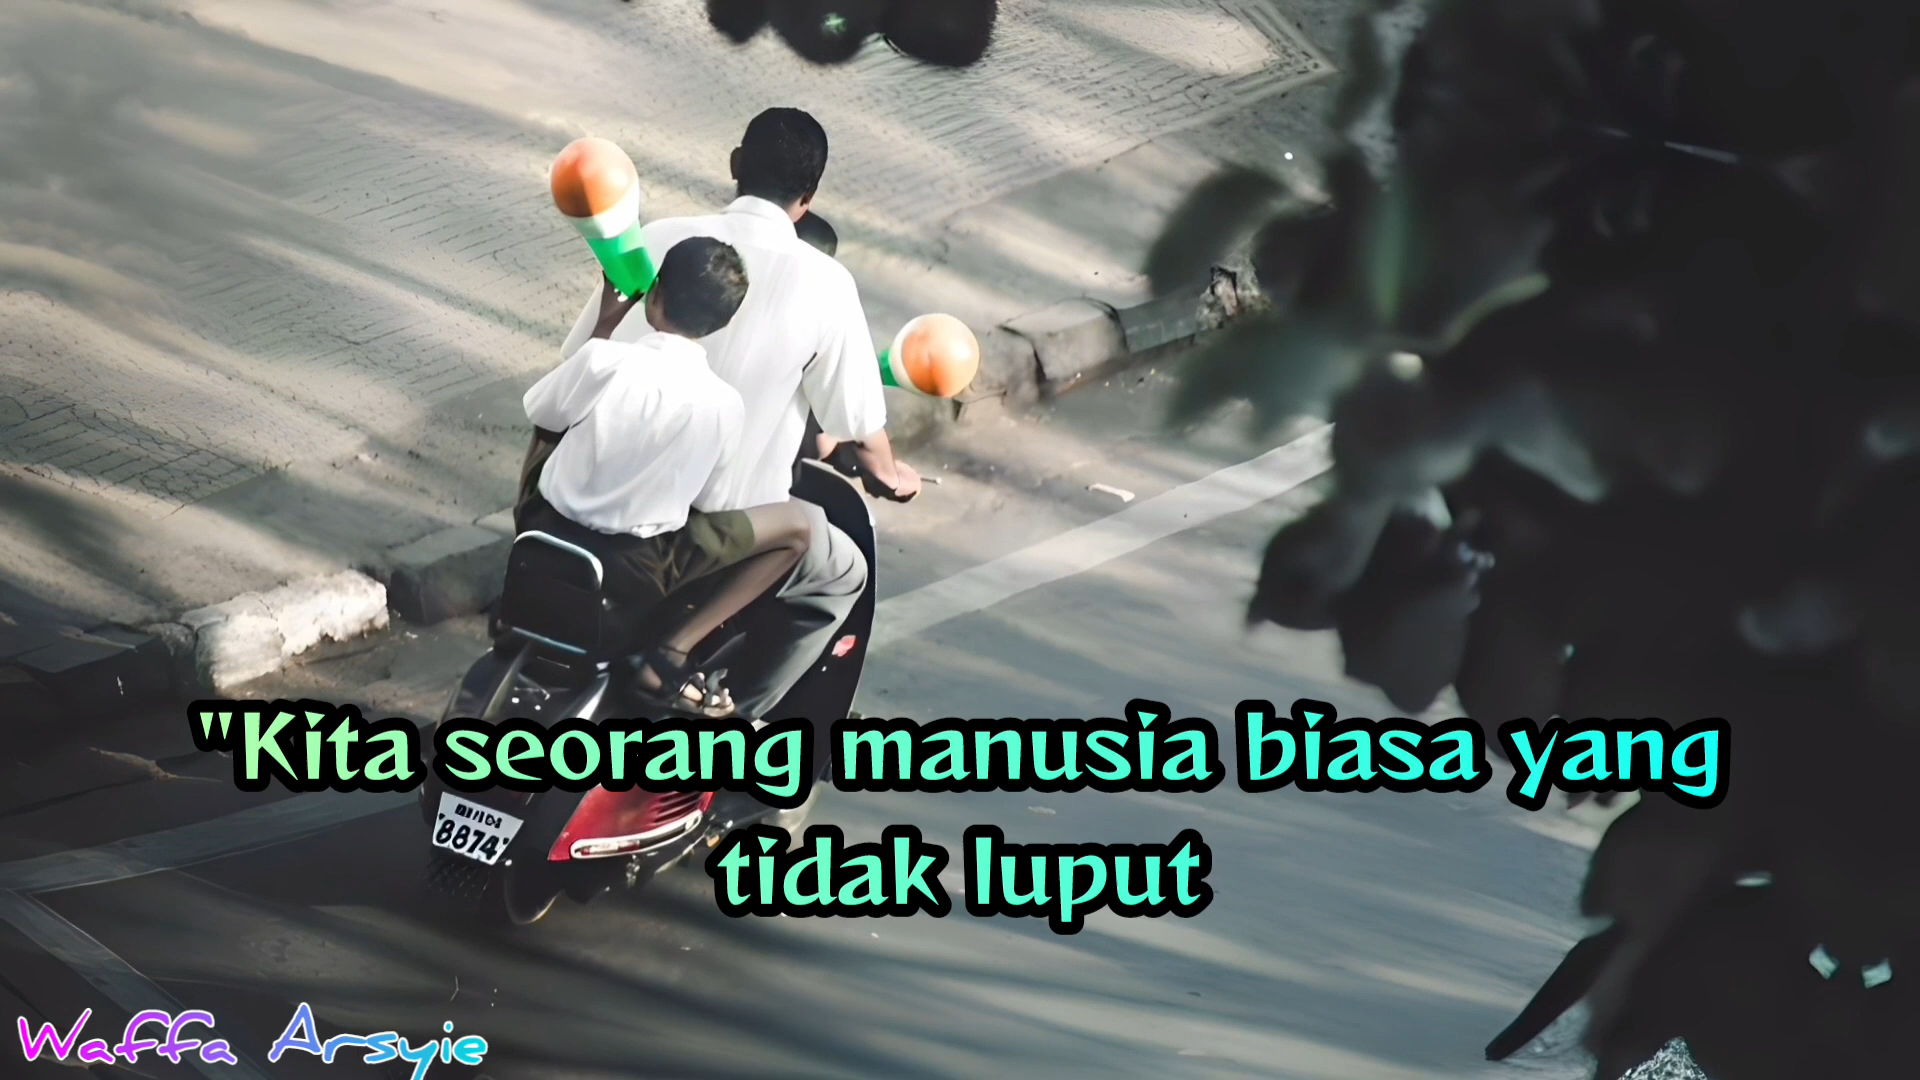 "Kita seorang manusia biasa yang
tidak luput
8874
Waffa Arsyie